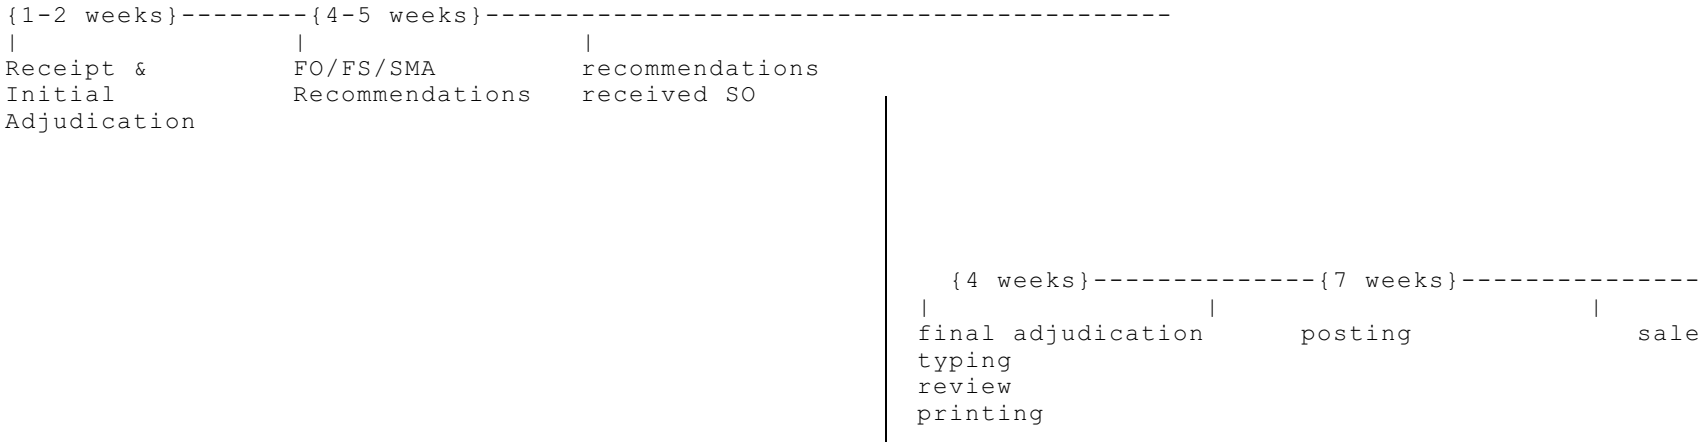 {1-2 weeks}--------{4-5 weeks}-------------------------------------------
| | |
Receipt & FO/FS/SMA recommendations
Initial Recommendations received SO
Adjudication
{4 weeks}--------------{7 weeks}---------------
| | |
final adjudication posting sale
typing
review
printing